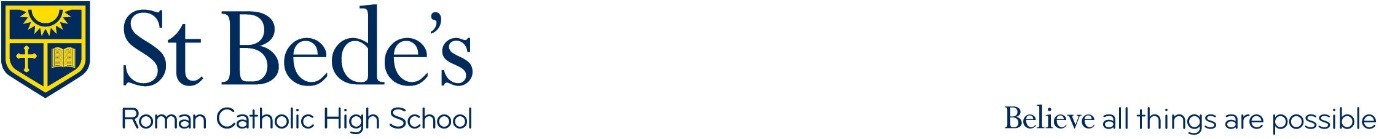 St Bede's
Roman Catholic High School
Believe all things are possible